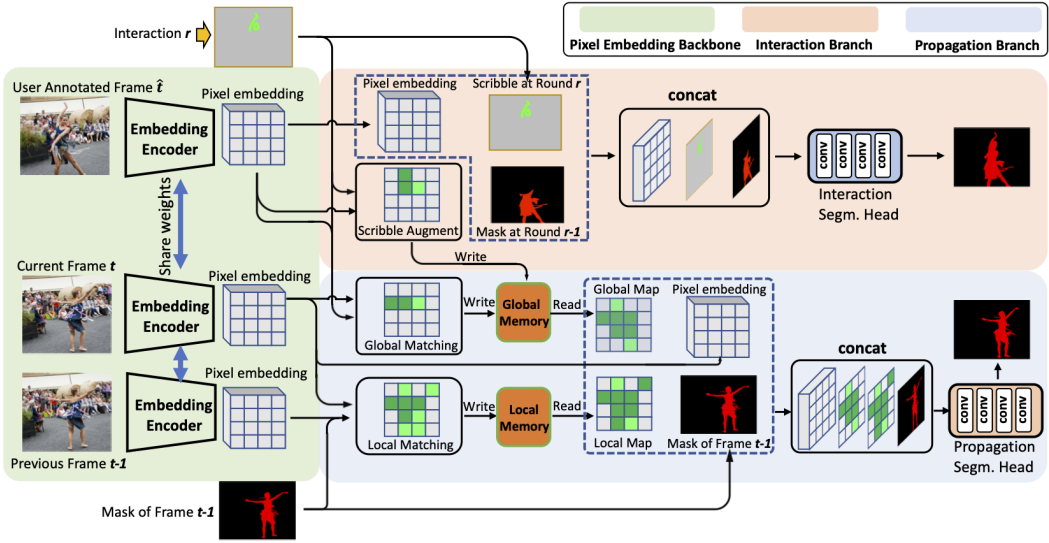 Interaction r
Pixel Embedding Backbone
Interaction Branch
Propagation Branch
User Annotated Frame t̂
Pixel embedding
Embedding
Encoder
Share weights
Pixel embedding
Scribble at Round r
Scribble Augment
Mask at Round r-1
concat
conv
conv
conv
conv
Interaction
Segm. Head
Write
Current Frame t
Pixel embedding
Embedding
Encoder
Global Matching
Write
Global
Memory
Read
Global Map
Pixel embedding
Pixel embedding
Embedding
Encoder
Previous Frame t-1
Local Matching
Write
Local
Memory
Read
Local Map
Mask of Frame t-1
concat
conv
conv
conv
conv
Propagation
Segm. Head
Mask of Frame t-1